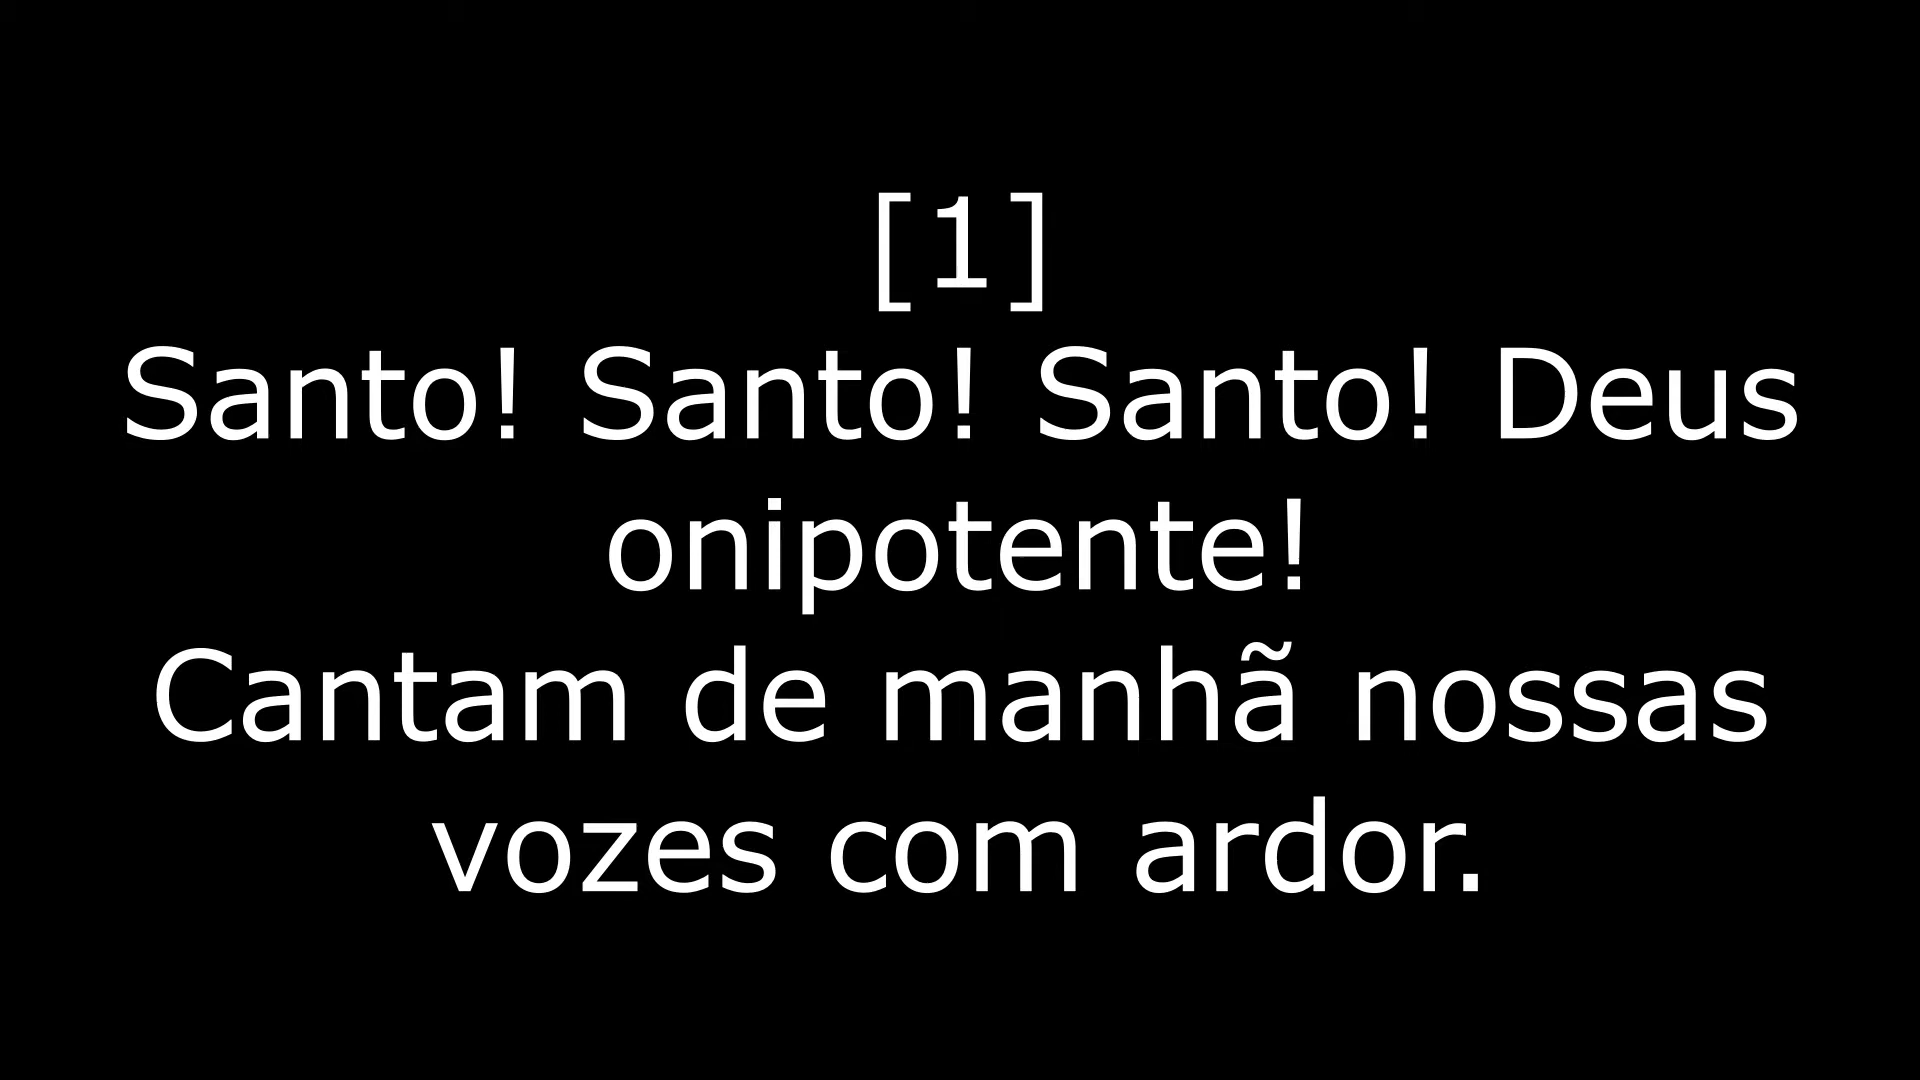 [1]
Santo! Santo! Santo! Deus
onipotente!
Cantam de manhã nossas
vozes com ardor.